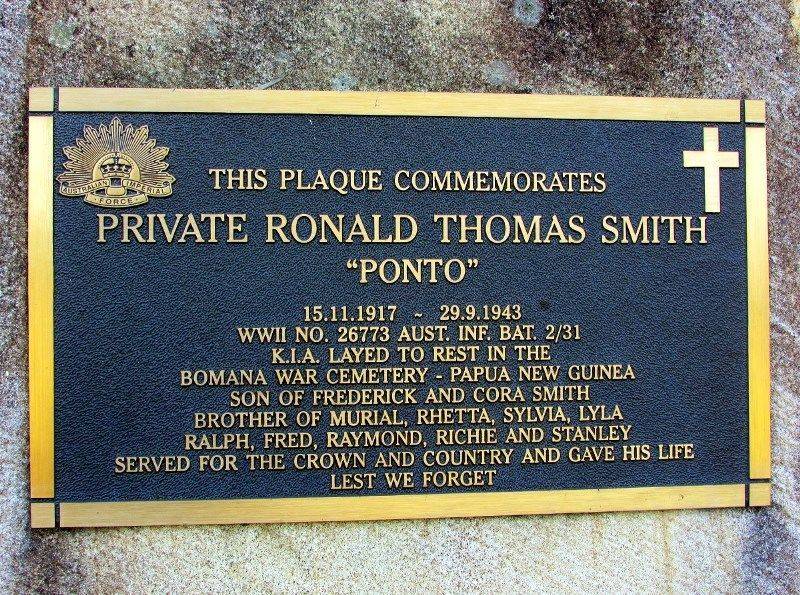 AUSTRALIAN IMPERIAL
FORCE
THIS PLAQUE COMMEMORATES
PRIVATE RONALD THOMAS SMITH
“PONTO”
15.11.1917 ~ 29.9.1943
WWII NO. 26773 AUST. INF. BAT. 2/31
K.I.A. LAYED TO REST IN THE
BOMANA WAR CEMETERY - PAPUA NEW GUINEA
SON OF FREDERICK AND CORA SMITH
BROTHER OF MURIAL, RHETTA, SYLVIA, LYLA
RALPH, FRED, RAYMOND, RICHIE AND STANLEY
SERVED FOR THE CROWN AND COUNTRY AND GAVE HIS LIFE
LEST WE FORGET